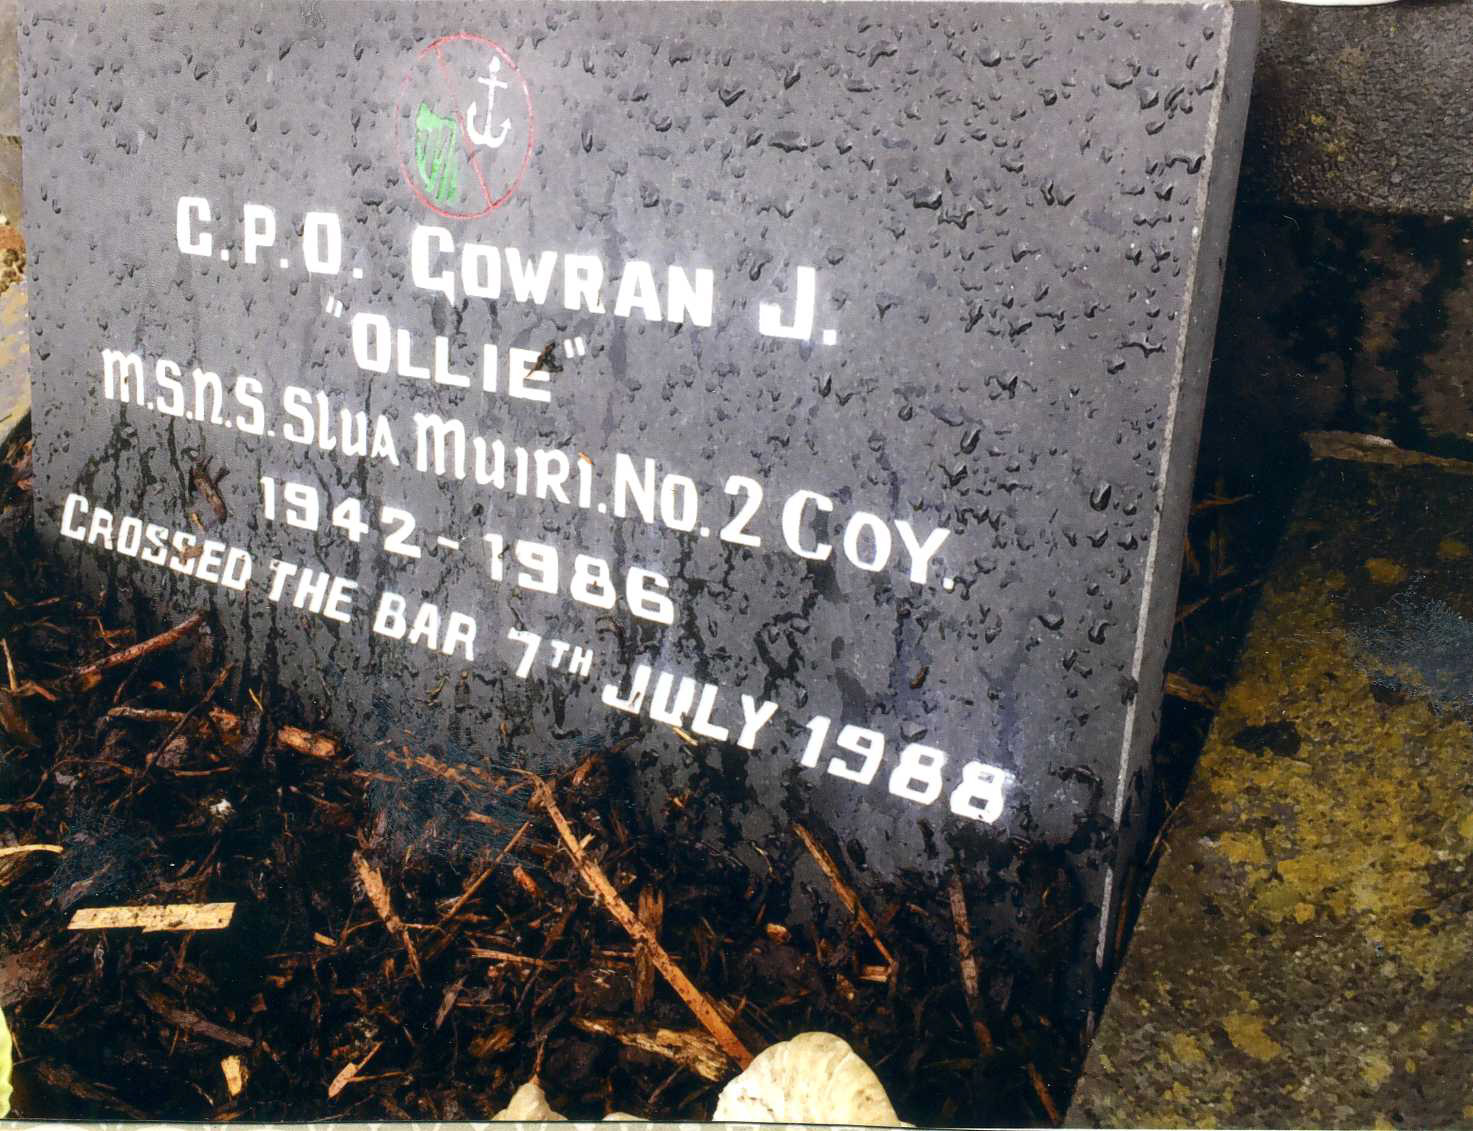 C.P.O. GOWRAN J.
"OLLIE"
M.S.N.S. SLUA MUIRI. NO. 2 COY.
1942 - 1986
CROSSED THE BAR 7TH JULY 1988